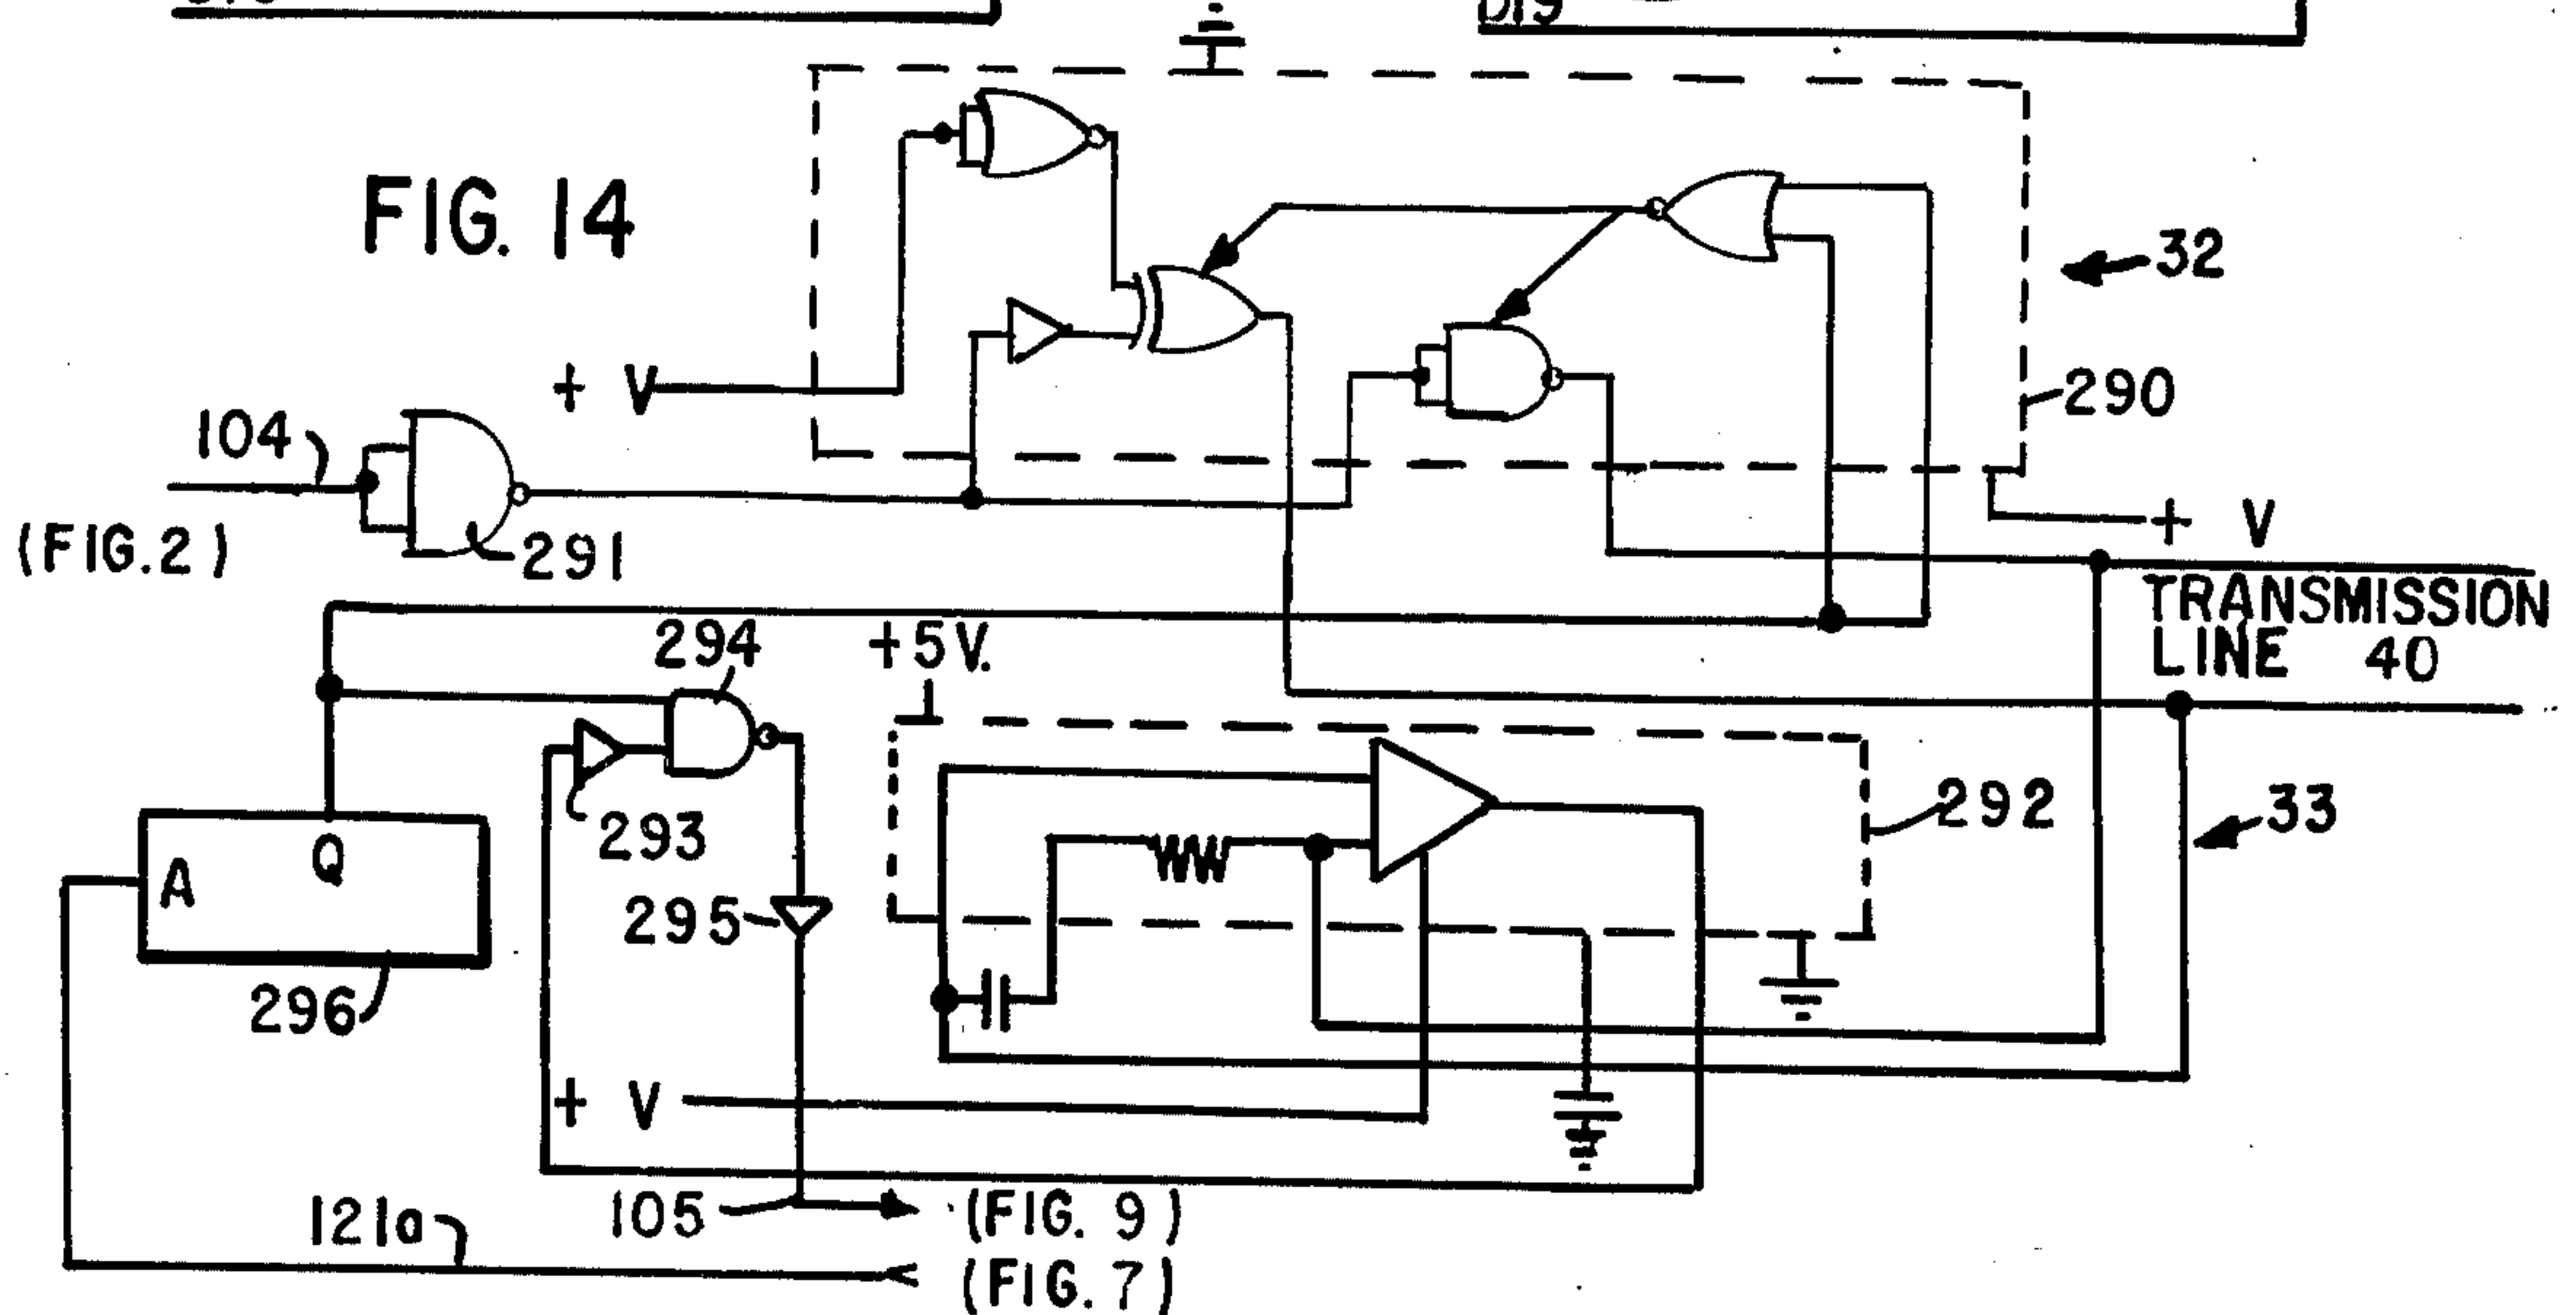 D19
FIG. 14
32
+ V
290
104
+ V
(FIG.2)
291
TRANSMISSION
LINE 40
294
+5V.
292
33
293
A
Q
295
296
+ V
105
(FIG. 9)
121a
(FIG. 7)